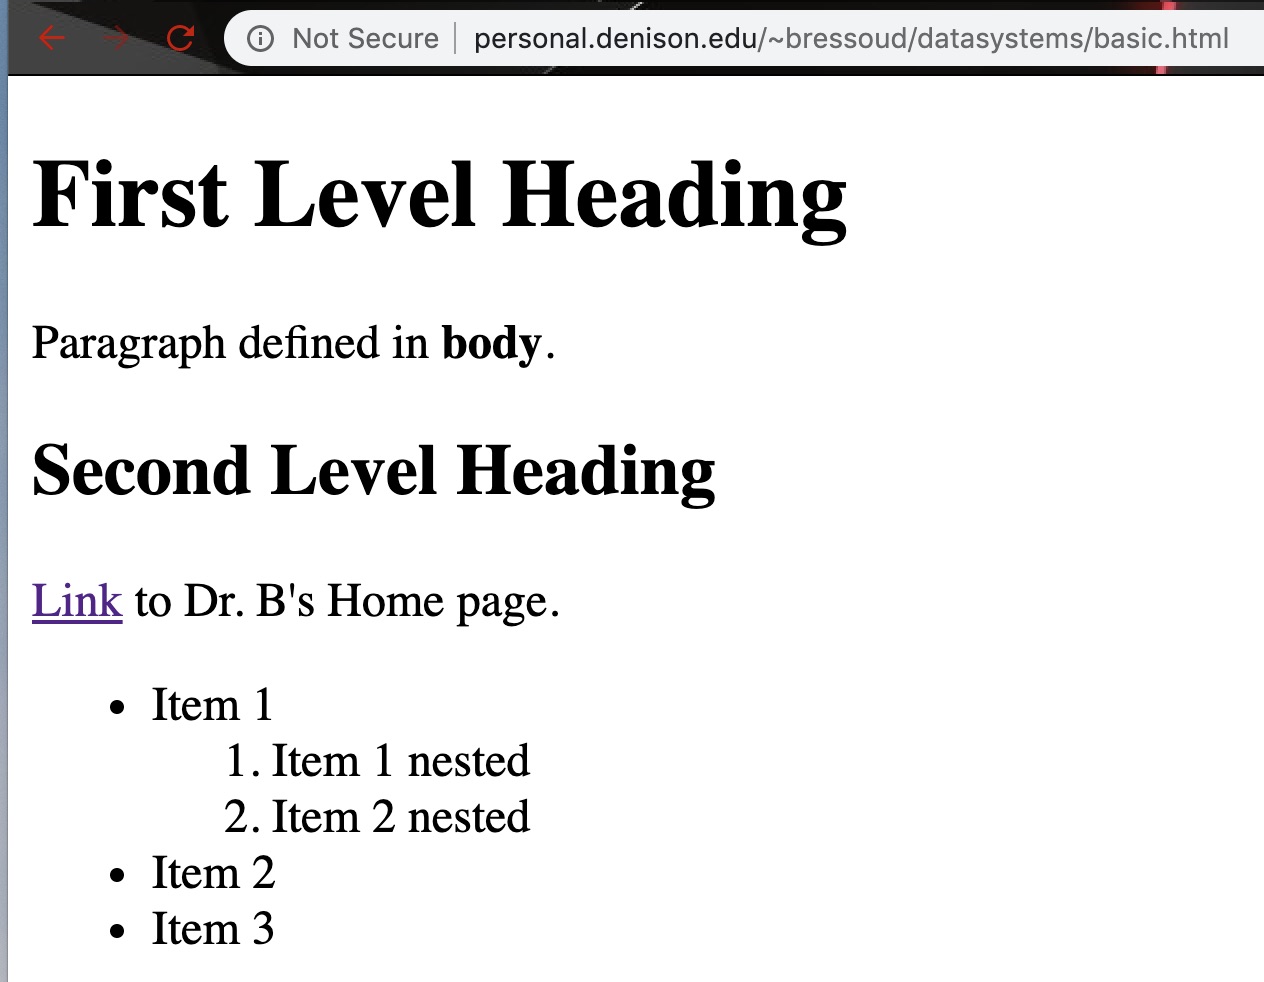 Not Secure | personal.denison.edu/~bressoud/datasystems/basic.html
First Level Heading
Paragraph defined in body.
Second Level Heading
Link to Dr. B's Home page.
• Item 1
1. Item 1 nested
2. Item 2 nested
• Item 2
• Item 3